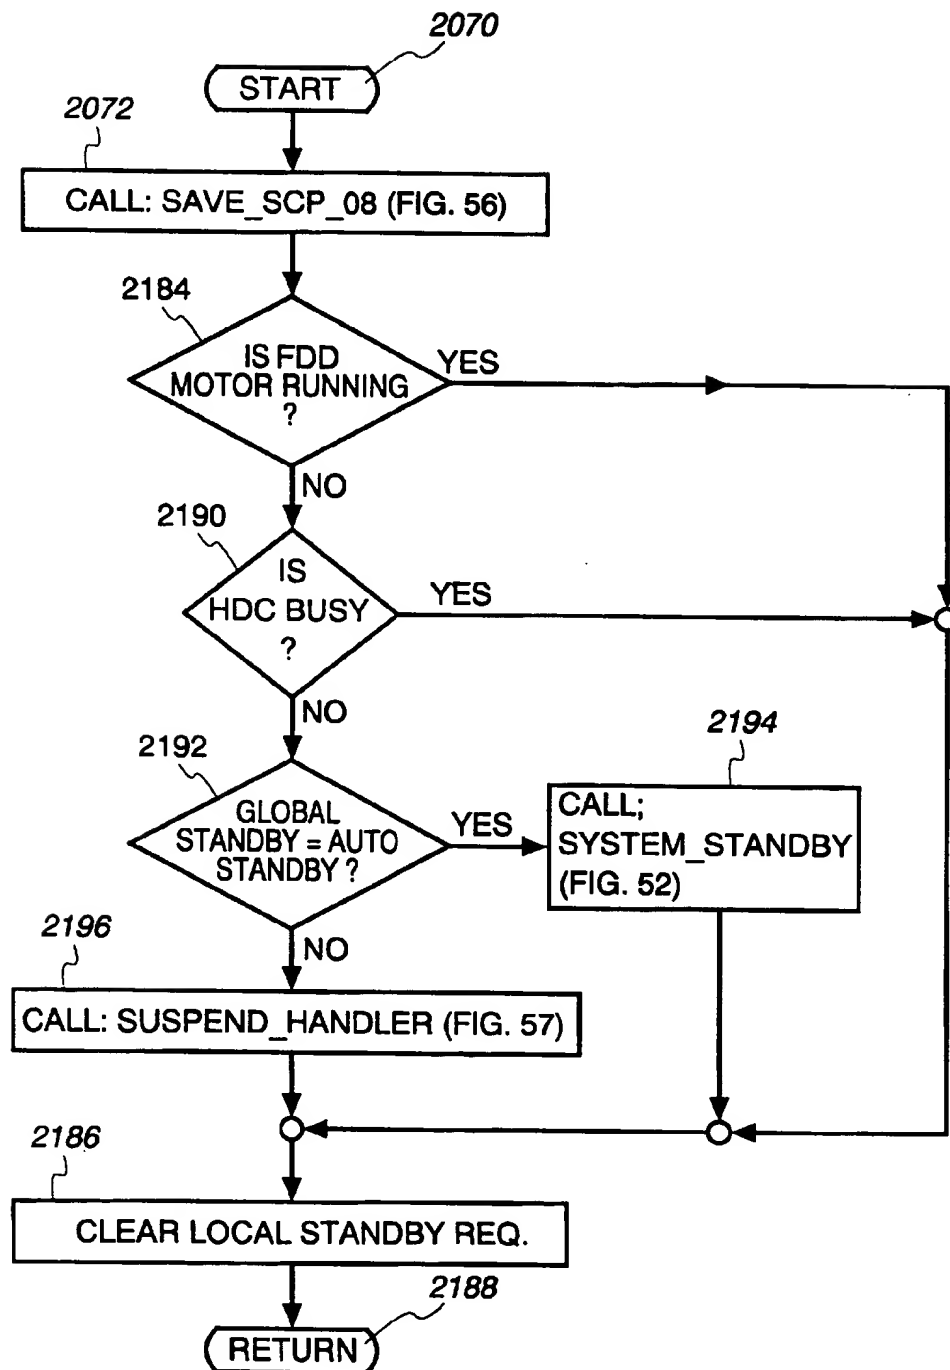 2070
START
2072
CALL: SAVE_SCP_08 (FIG. 56)
2184
IS FDD
MOTOR RUNNING
?
YES
NO
2190
IS
HDC BUSY
?
YES
NO
2192
GLOBAL
STANDBY = AUTO
STANDBY ?
YES
2194
CALL;
SYSTEM_STANDBY
(FIG. 52)
NO
2196
CALL: SUSPEND_HANDLER (FIG. 57)
2186
CLEAR LOCAL STANDBY REQ.
2188
RETURN